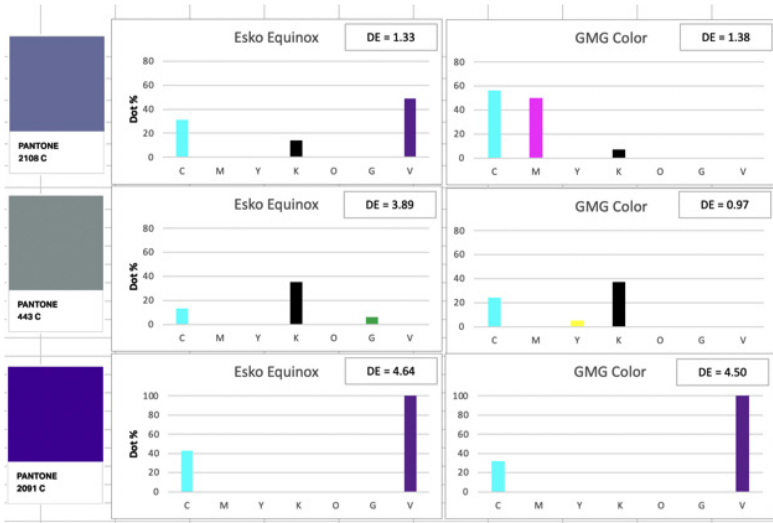 Esko Equinox
DE = 1.33
GMG Color
DE = 1.38
Dot %
80
60
40
20
0
C M Y K O G V
80
60
40
20
0
C M Y K O G V
PANTONE
2108 C
Esko Equinox
DE = 3.89
GMG Color
DE = 0.97
Dot %
80
60
40
20
0
C M Y K O G V
80
60
40
20
0
C M Y K O G V
PANTONE
443 C
Esko Equinox
DE = 4.64
GMG Color
DE = 4.50
Dot %
100
80
60
40
20
0
C M Y K O G V
100
80
60
40
20
0
C M Y K O G V
PANTONE
2091 C